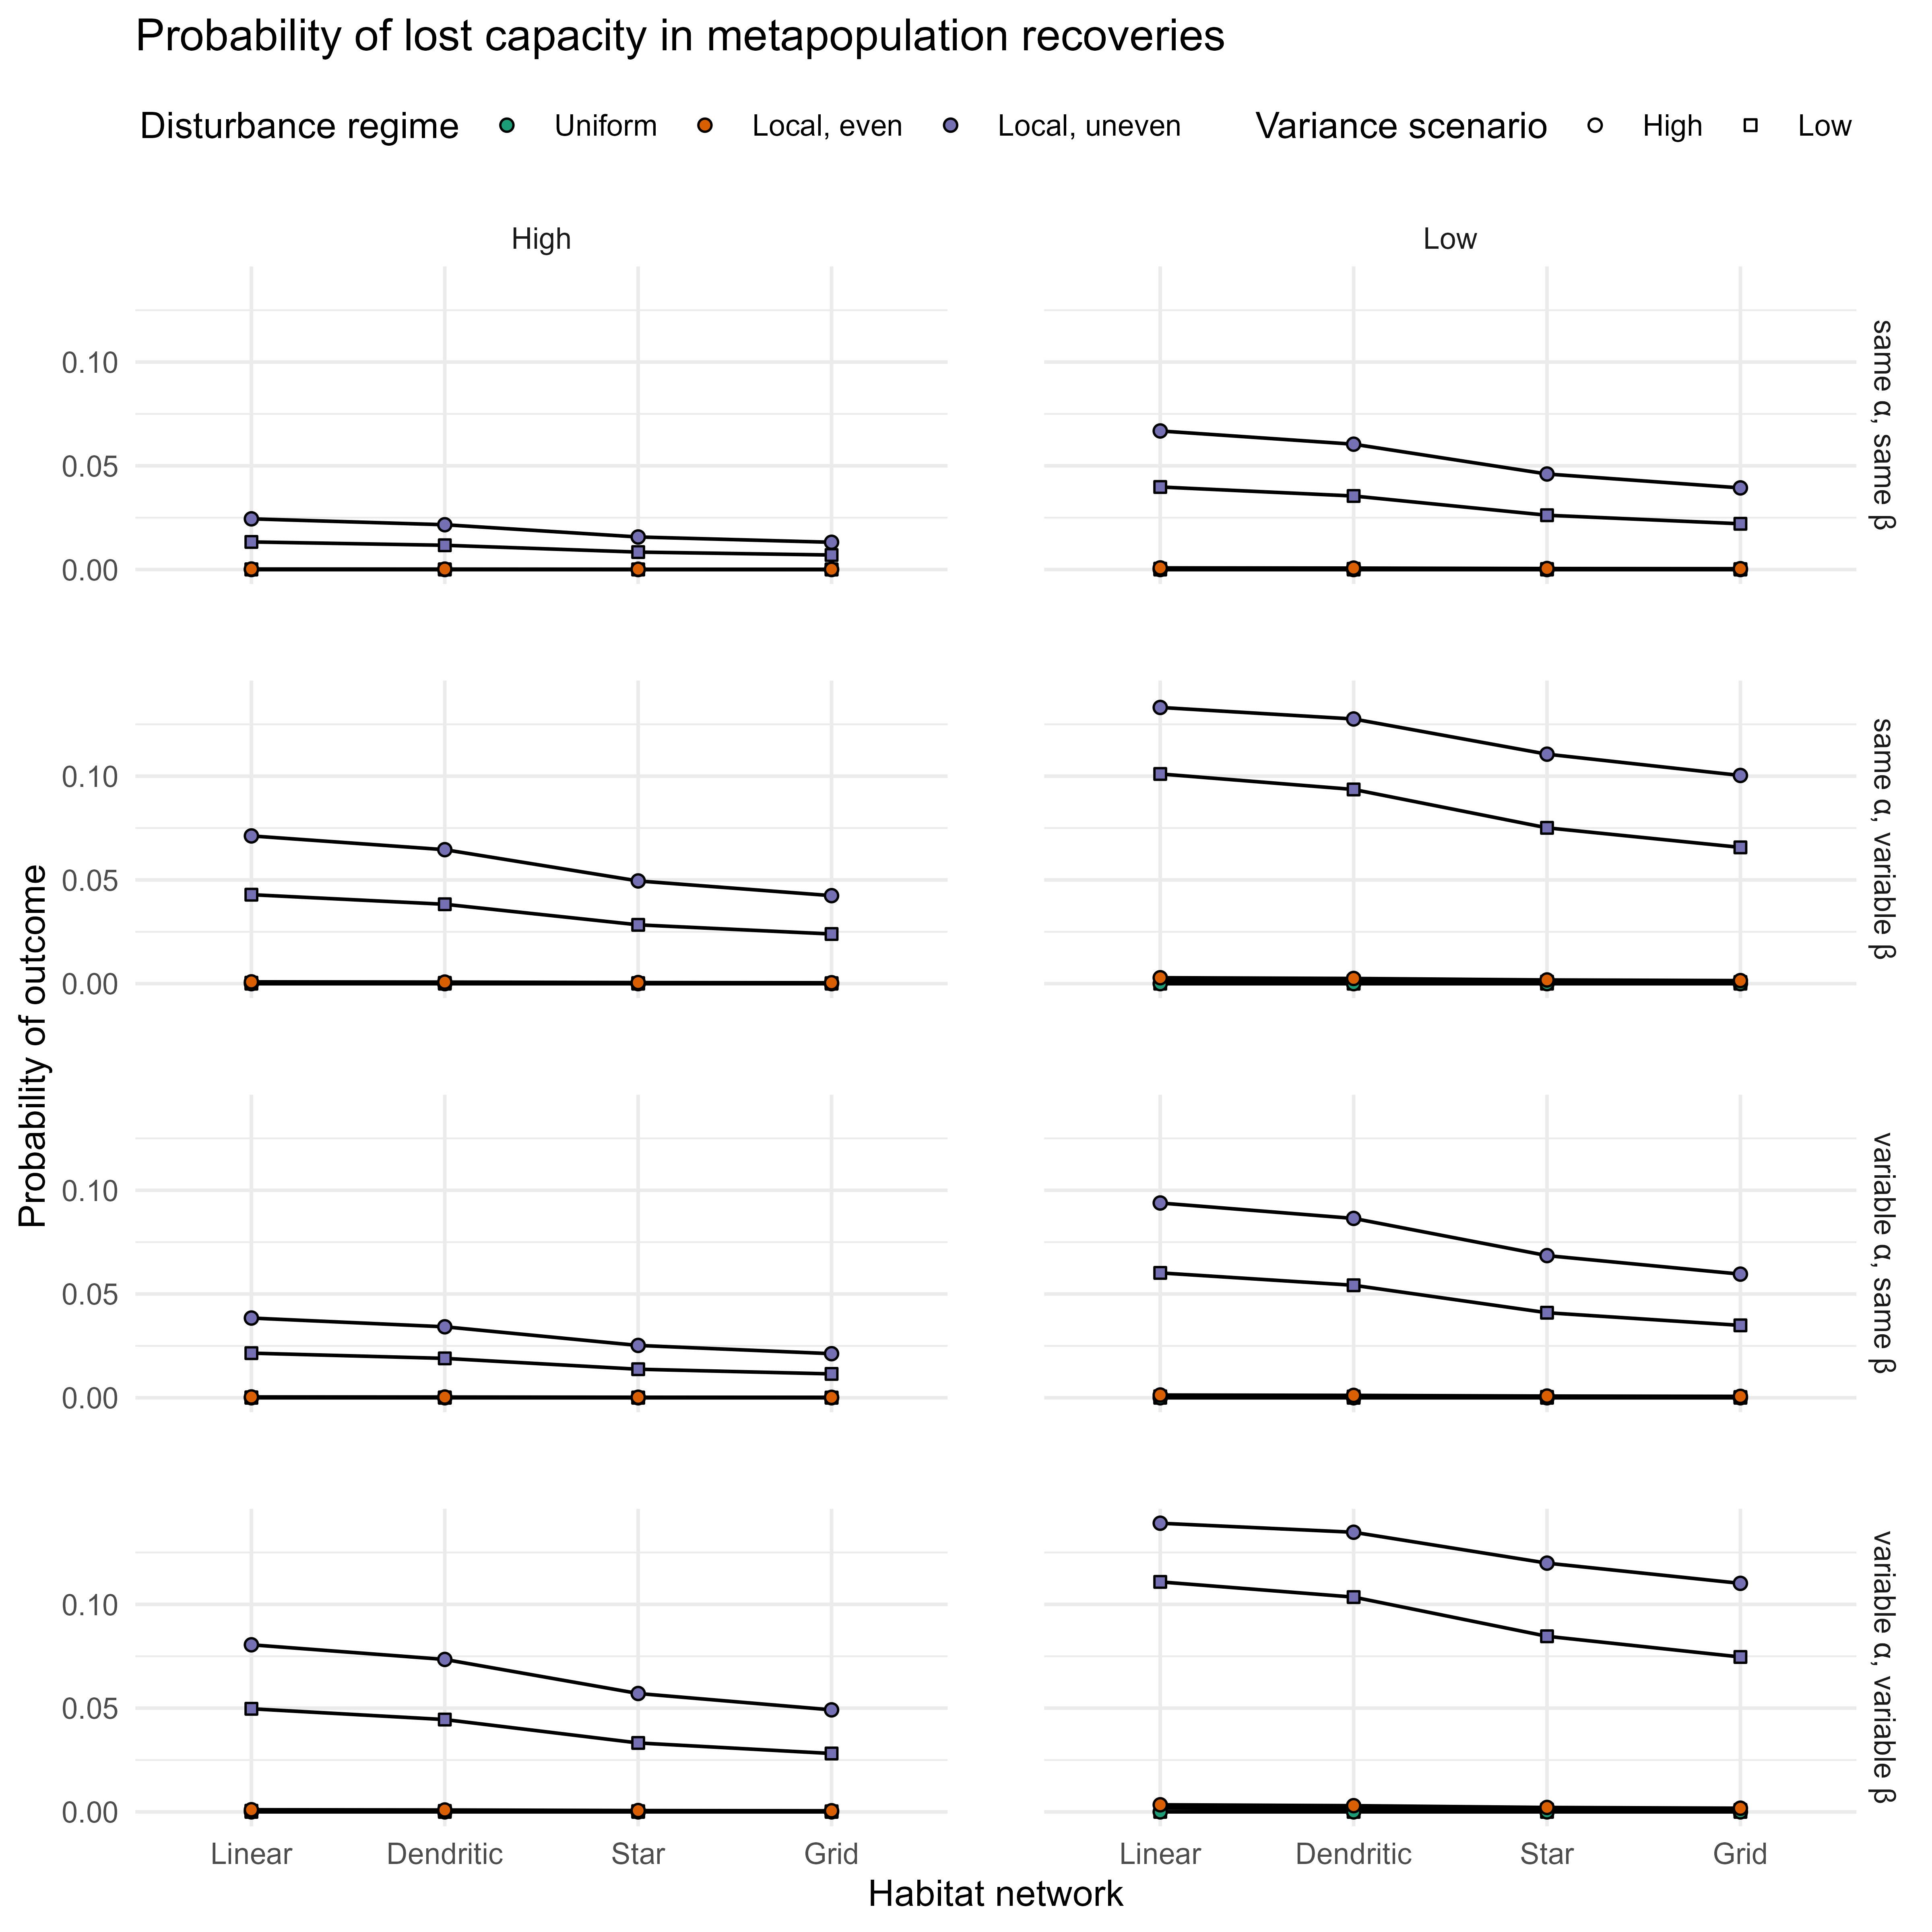 Probability of lost capacity in metapopulation recoveries
Disturbance regime Uniform Local, even Local, uneven Variance scenario High Low
High Low
0.10
0.05
0.00
same α, same β
0.10
0.05
0.00
same α, variable β
0.10
0.05
0.00
variable α, same β
0.10
0.05
0.00
variable α, variable β
Probability of outcome
Linear Dendritic Star Grid Linear Dendritic Star Grid
Habitat network